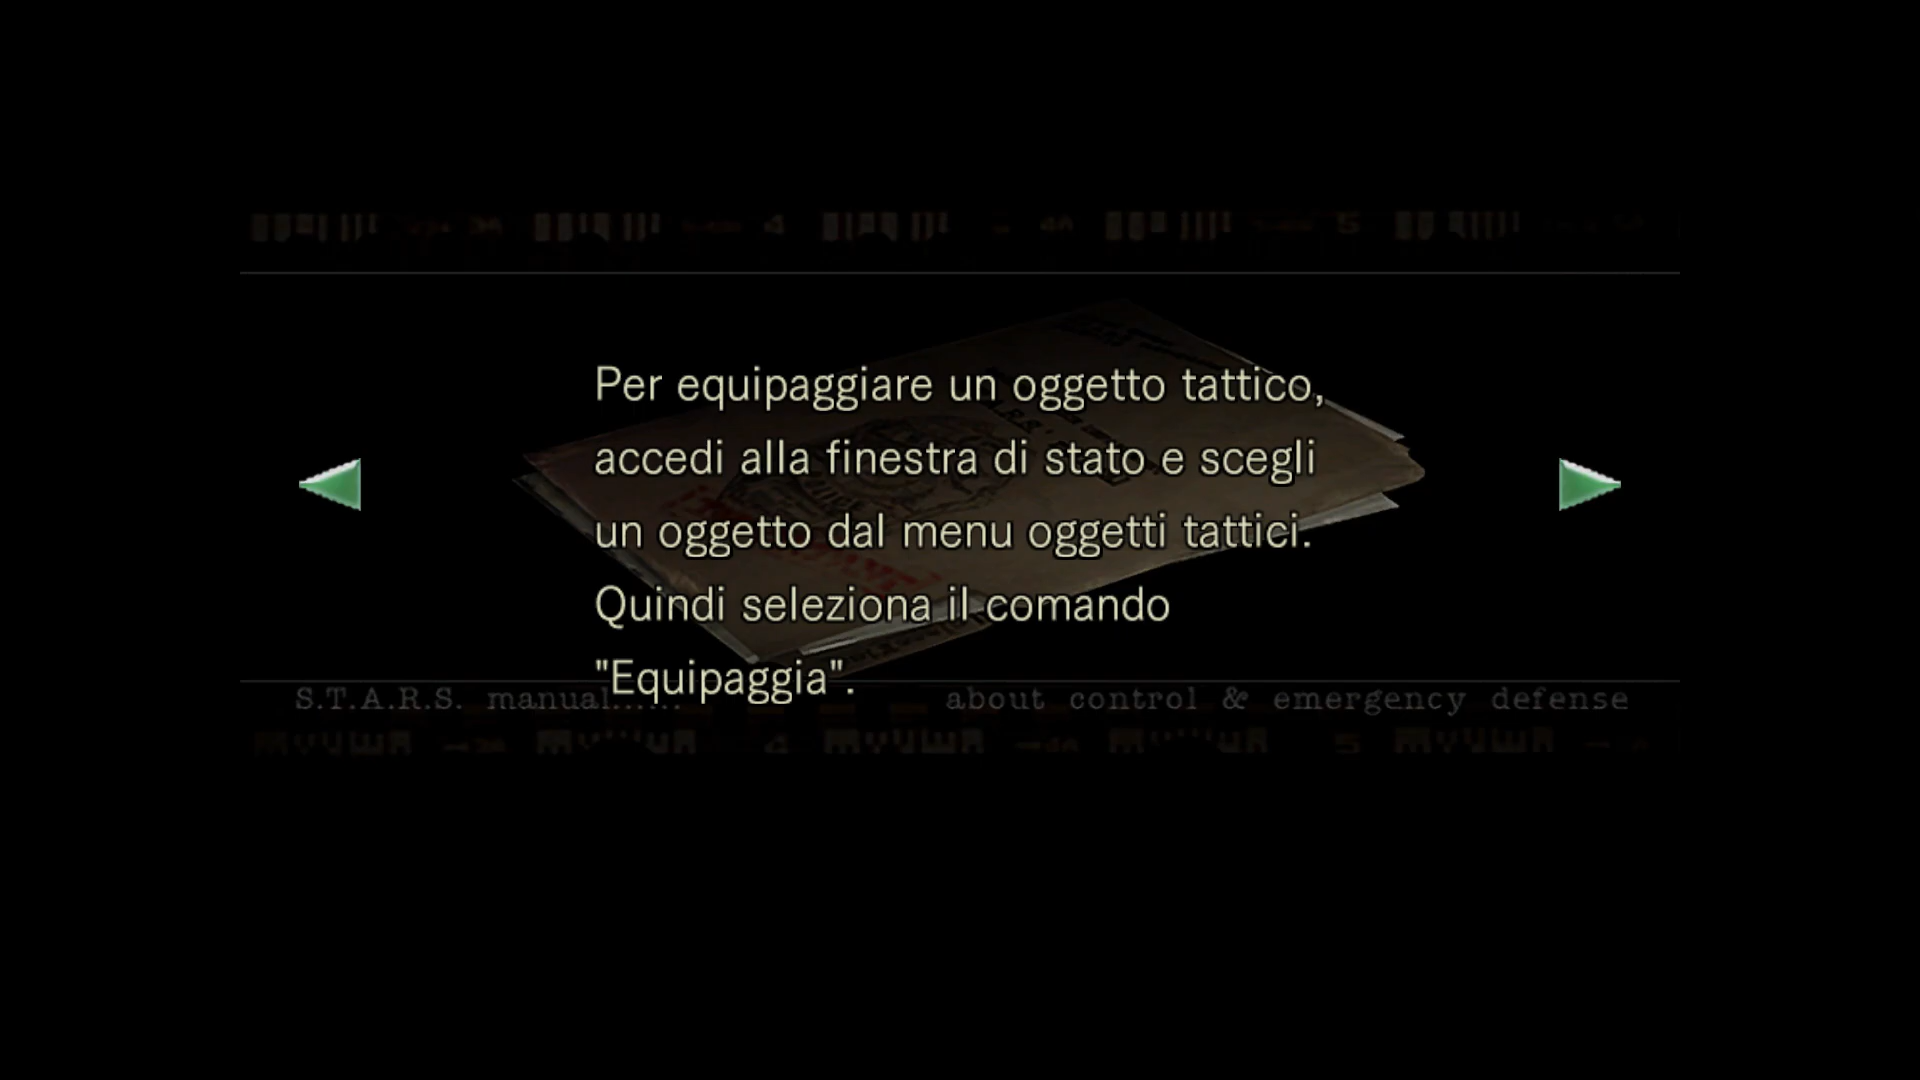 Per equipaggiare un oggetto tattico,
accedi alla finestra di stato e scegli
un oggetto dal menu oggetti tattici.
Quindi seleziona il comando
"Equipaggia".
S.T.A.R.S. manual...... about control & emergency defense